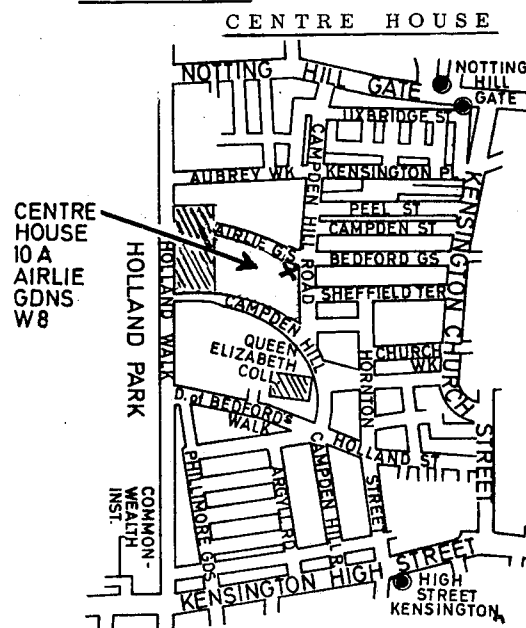 CENTRE HOUSE
NOTTING HILL GATE
NOTTING
HILL
GATE
UXBRIDGE ST
CAMPDEN HILL ROAD
AUBREY WK
KENSINGTON PL
PEEL ST
CAMPDEN ST
BEDFORD GS
SHEFFIELD TER
KENSINGTON CHURCH STREET
CENTRE
HOUSE
10 A
AIRLIE
GDNS
W8
AIRLIE GS
HOLLAND WALK
HOLLAND PARK
CAMPDEN HILL
QUEEN
ELIZABETH
COLL
CHURCH
WK
HORNTON STREET
D. of BEDFORD'S
WALK
HOLLAND ST
PHILLIMORE GDS
ARGYLL RD
CAMPDEN HILL R
COMMON-
WEALTH
INST.
KENSINGTON HIGH STREET
HIGH
STREET
KENSINGTON